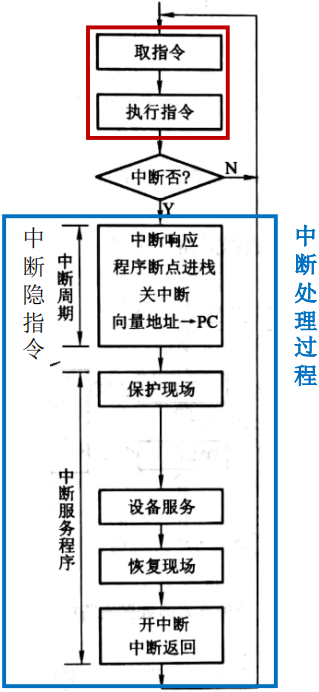 取指令
执行指令
中断否?
N
Y
中断隐指令
中断周期
中断响应
程序断点进栈
关中断
向量地址→PC
中断处理过程
保护现场
中断服务程序
设备服务
恢复现场
开中断
中断返回